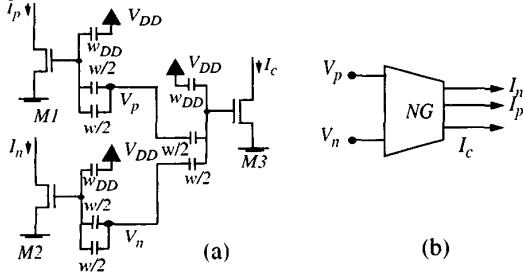 I_p
V_DD
w_DD
w/2
V_p
w/2
M1
V_DD
w_DD
I_c
w/2
w/2
M3
I_n
V_DD
w_DD
w/2
V_n
w/2
M2
(a)
V_p
V_n
NG
I_n
I_p
I_c
(b)